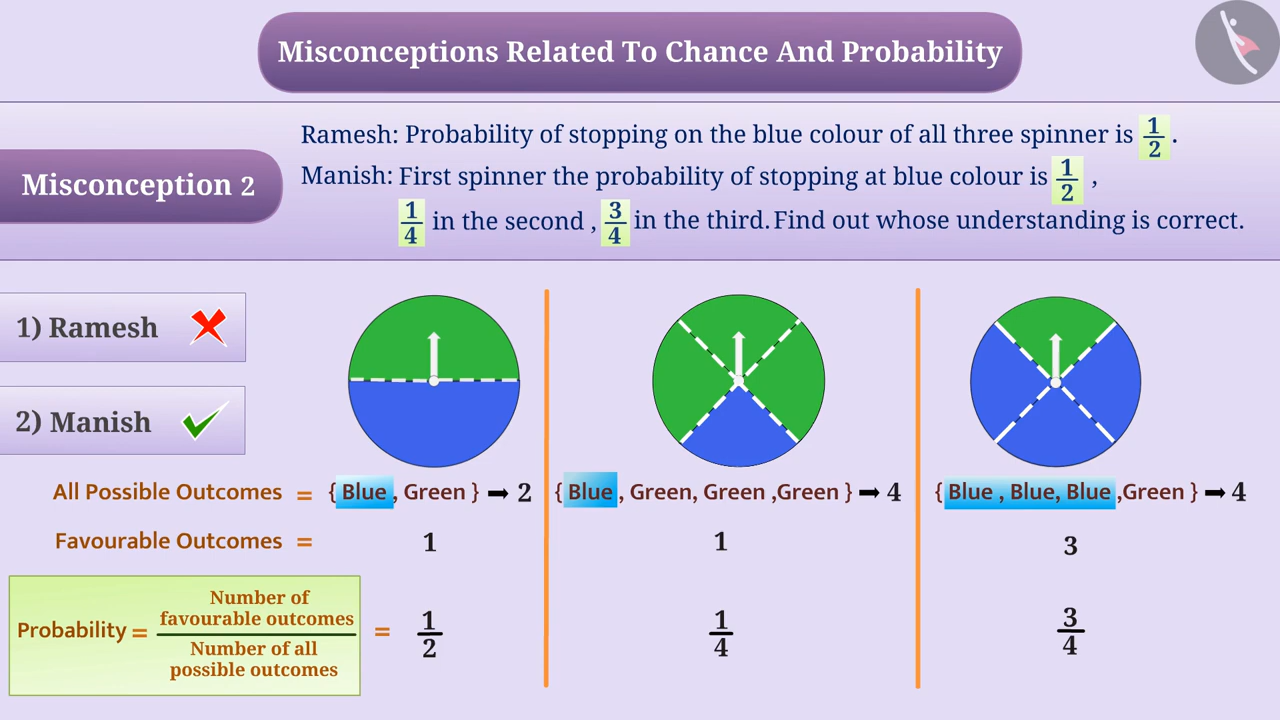 Misconceptions Related To Chance And Probability
Misconception 2
Ramesh: Probability of stopping on the blue colour of all three spinner is 1/2 .
Manish: First spinner the probability of stopping at blue colour is 1/2 ,
1/4 in the second , 3/4 in the third. Find out whose understanding is correct.
1) Ramesh ✗
2) Manish ✓
All Possible Outcomes = { Blue , Green } ➞ 2 { Blue , Green, Green ,Green } ➞ 4 { Blue , Blue, Blue ,Green } ➞ 4
Favourable Outcomes = 1 1 3
Probability = Number of favourable outcomes / Number of all possible outcomes = 1/2 1/4 3/4